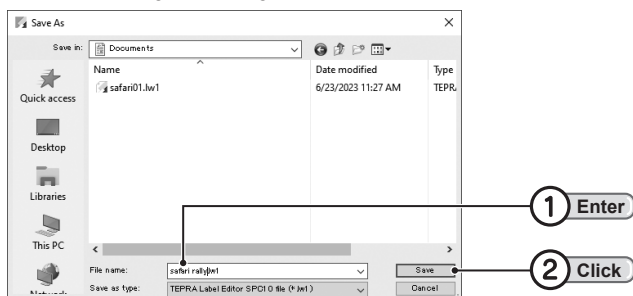 Save As
Save in:
Documents
Name
Date modified
Type
safari01.lw1
6/23/2023 11:27 AM
TEPRA
Quick access
Desktop
Libraries
This PC
Network
File name:
safari rally.lw1
Save
Save as type:
TEPRA Label Editor SPC10 file (*.lw1)
Cancel
1 Enter
2 Click